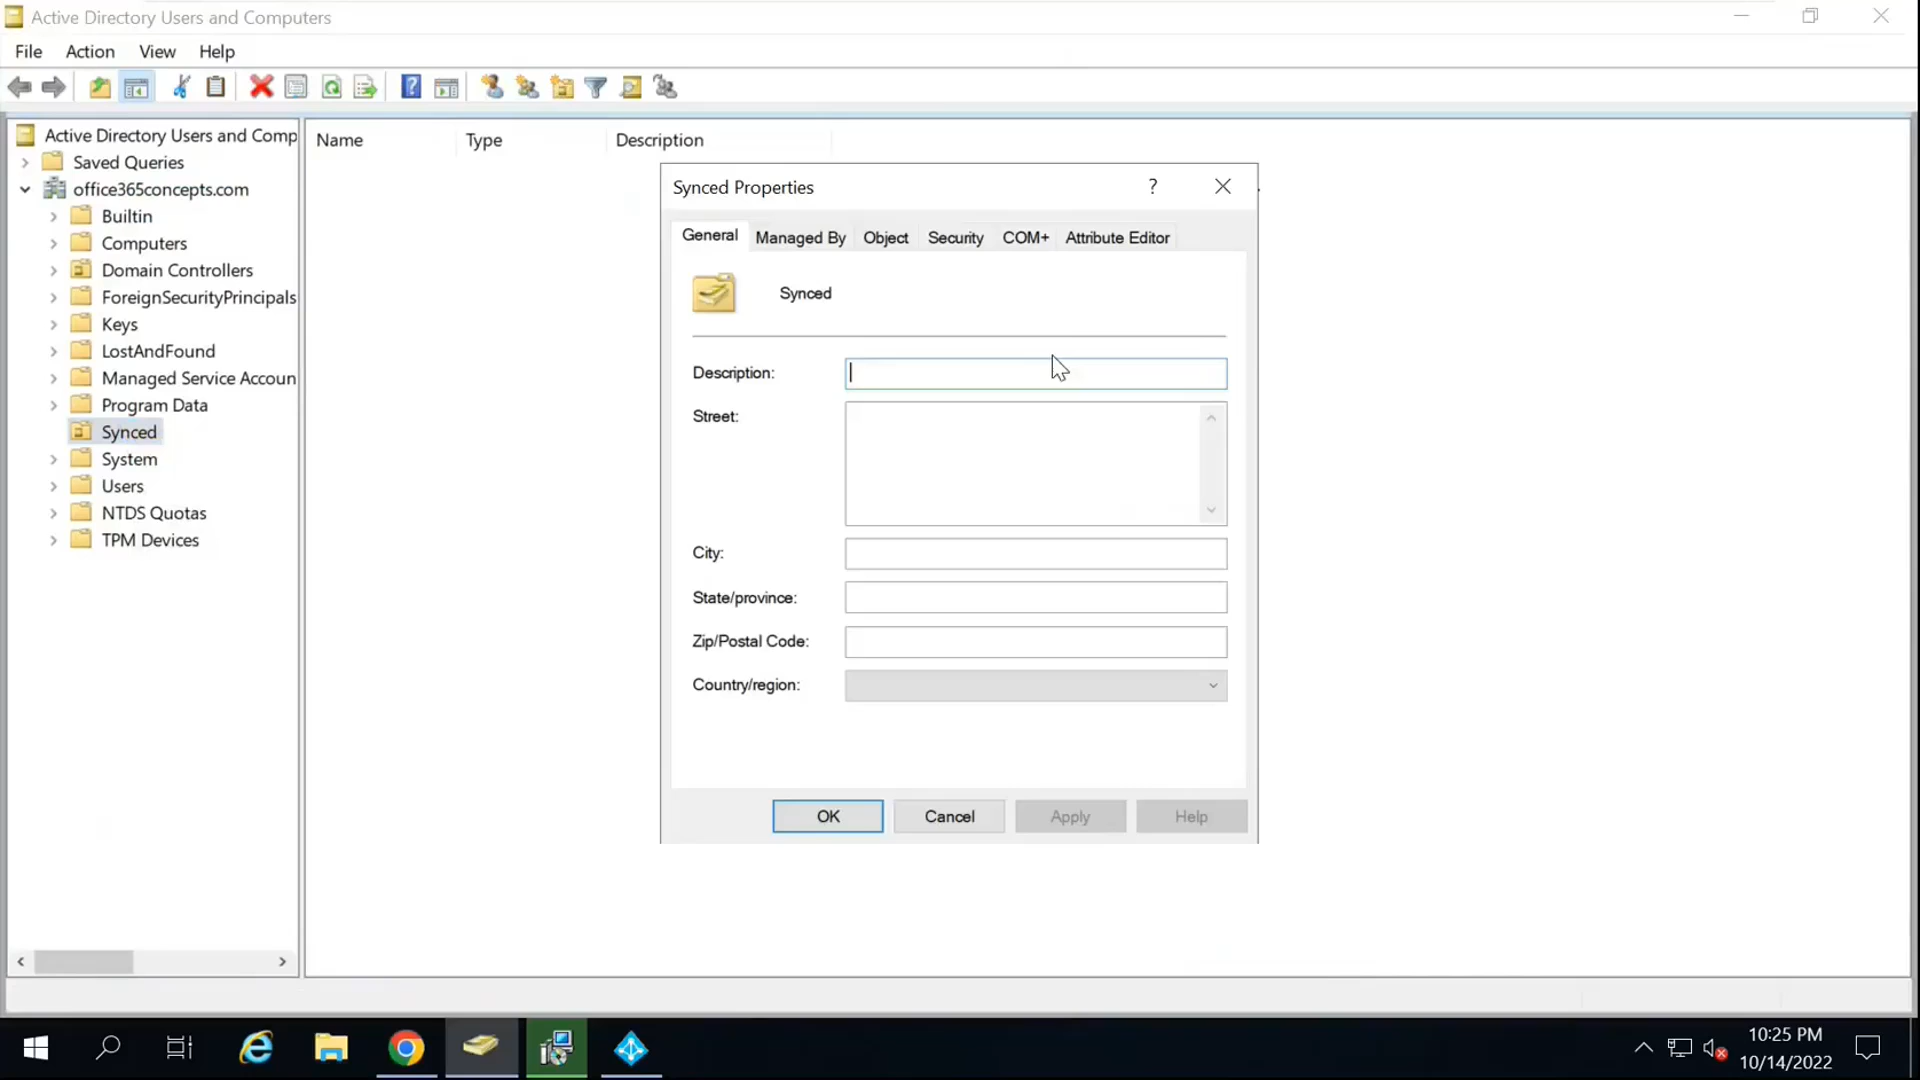 Active Directory Users and Computers
File Action View Help
Active Directory Users and Comp
Saved Queries
office365concepts.com
Builtin
Computers
Domain Controllers
ForeignSecurityPrincipals
Keys
LostAndFound
Managed Service Accoun
Program Data
Synced
System
Users
NTDS Quotas
TPM Devices
Name Type Description
Synced Properties ?
General Managed By Object Security COM+ Attribute Editor
Synced
Description:
Street:
City:
State/province:
Zip/Postal Code:
Country/region:
OK Cancel Apply Help
10:25 PM
10/14/2022